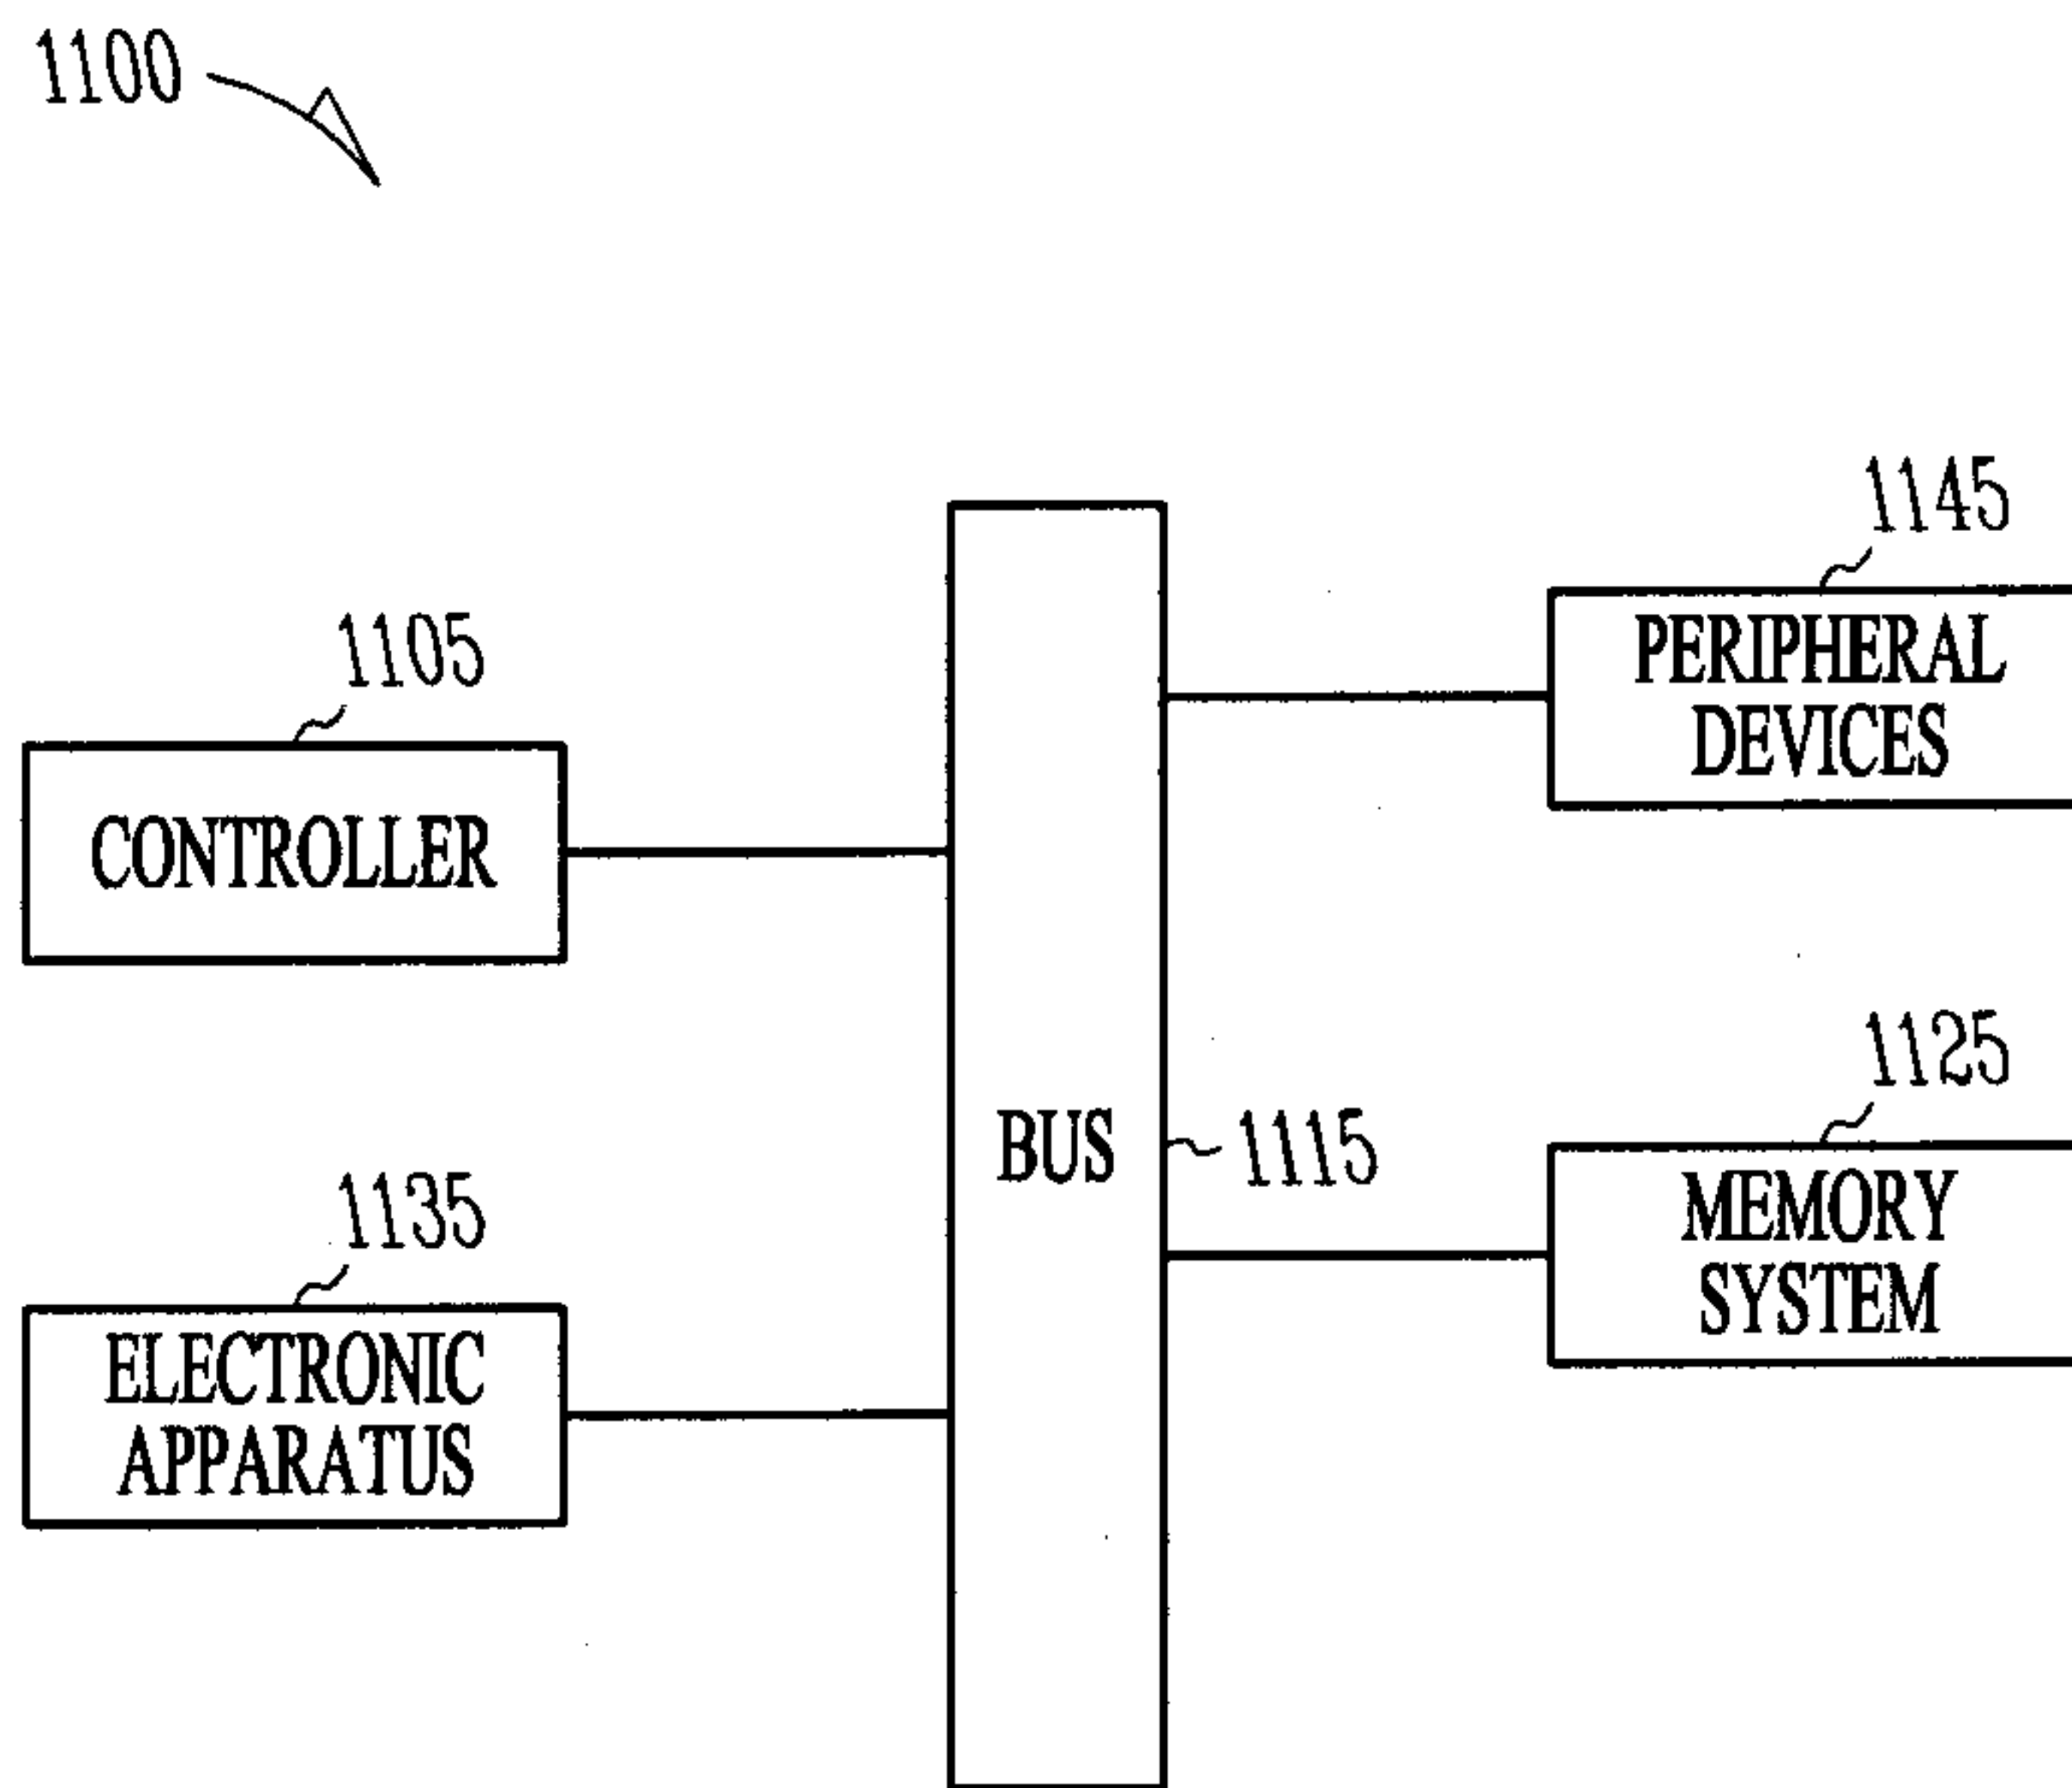 1100
1145
PERIPHERAL
DEVICES
1105
CONTROLLER
1125
MEMORY
SYSTEM
BUS
1115
1135
ELECTRONIC
APPARATUS